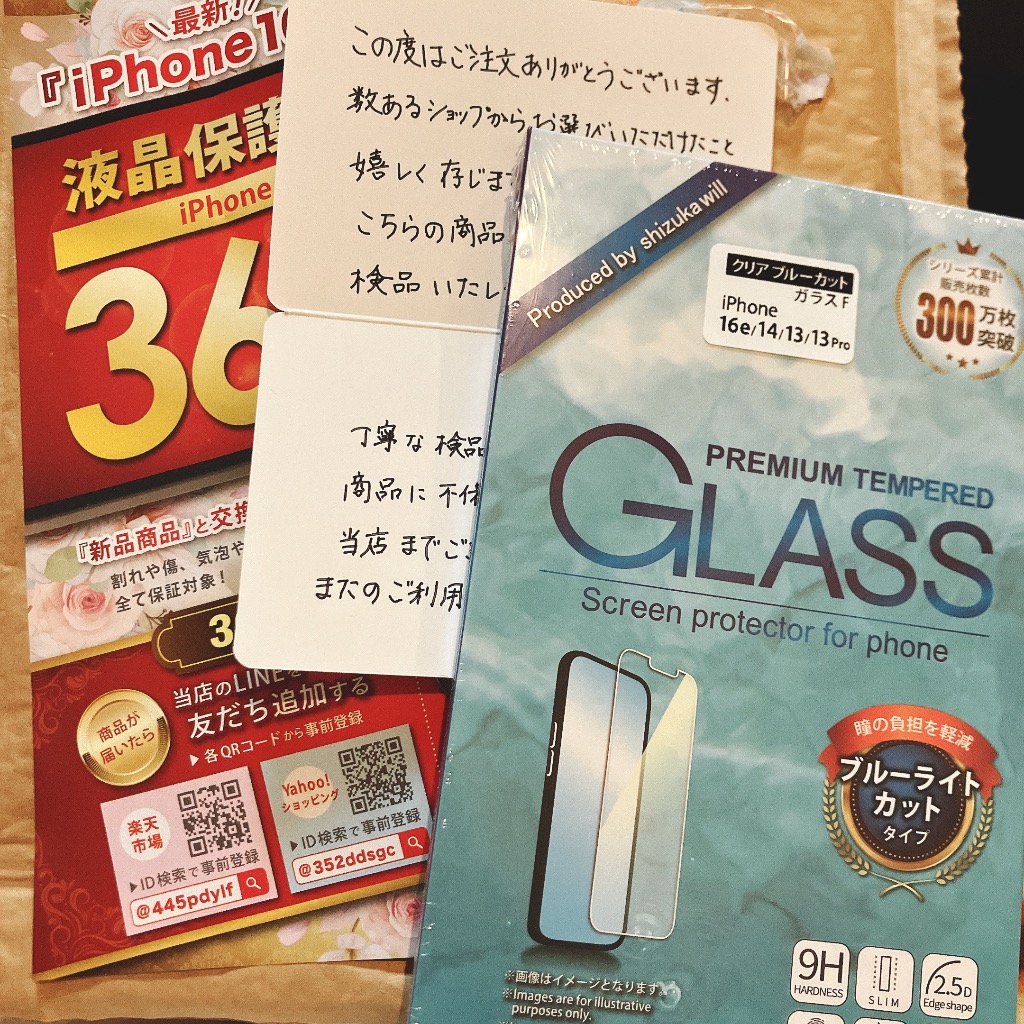 ＼最新!／
『iPhone 1
液晶保護
iPhone
36
『新品商品』と交換
割れや傷、気泡や
全て保証対象！
3
商品が
届いたら
当店のLINEを
友だち追加する
▶各QRコードから事前登録
楽天
市場
▶ID検索で事前登録
@445pdylf
Yahoo!
ショッピング
▶ID検索で事前登録
@352ddsgc
この度はご注文ありがとうございます.
数あるショップからお選びいただけたこと
嬉しく存じます
こちらの商品
検品いたし
丁寧な検品
商品に不備
当店までご
またのご利用
Produced by shizukawill
クリア ブルーカット
ガラス F
iPhone
16e/14/13/13Pro
シリーズ累計
販売枚数
300万枚
突破
PREMIUM TEMPERED
GLASS
Screen protector for phone
瞳の負担を軽減
ブルーライト
カット
タイプ
※画像はイメージとなります。
※Images are for illustrative
purposes only.
9H
HARDNESS
SLIM
2.5D
Edge shape